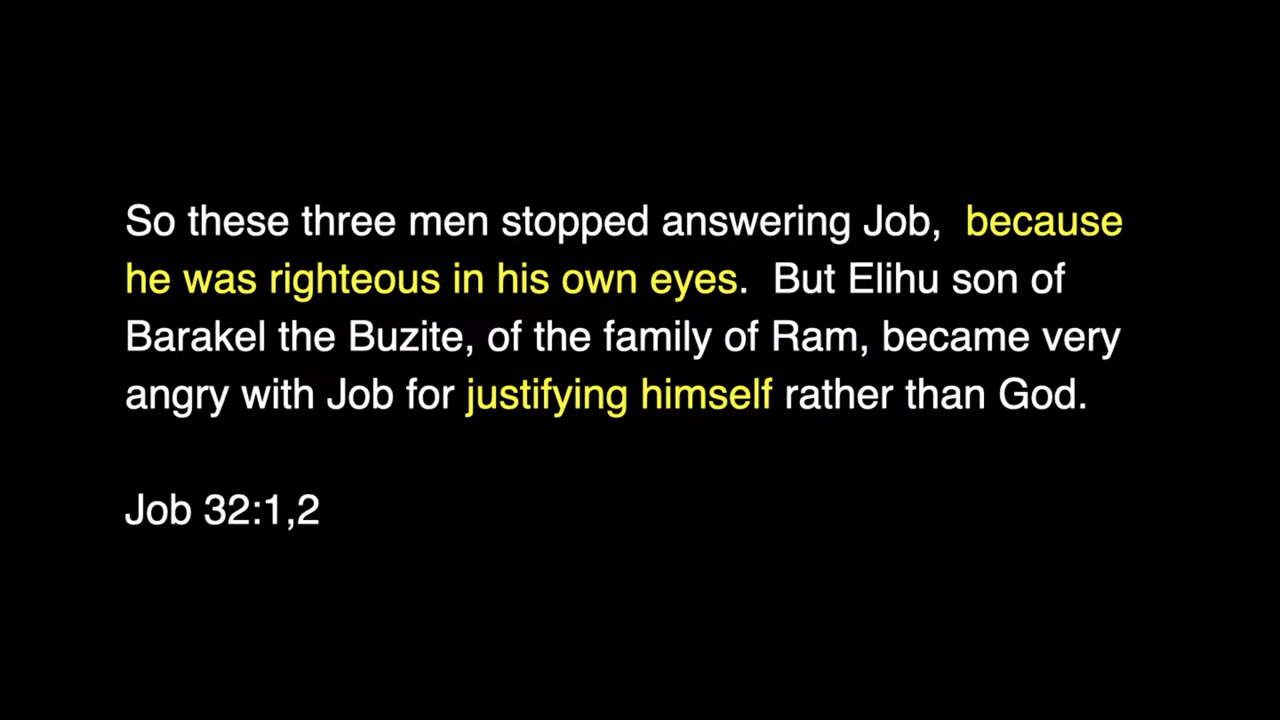 So these three men stopped answering Job,  because
he was righteous in his own eyes.  But Elihu son of
Barakel the Buzite, of the family of Ram, became very
angry with Job for justifying himself rather than God.
Job 32:1,2